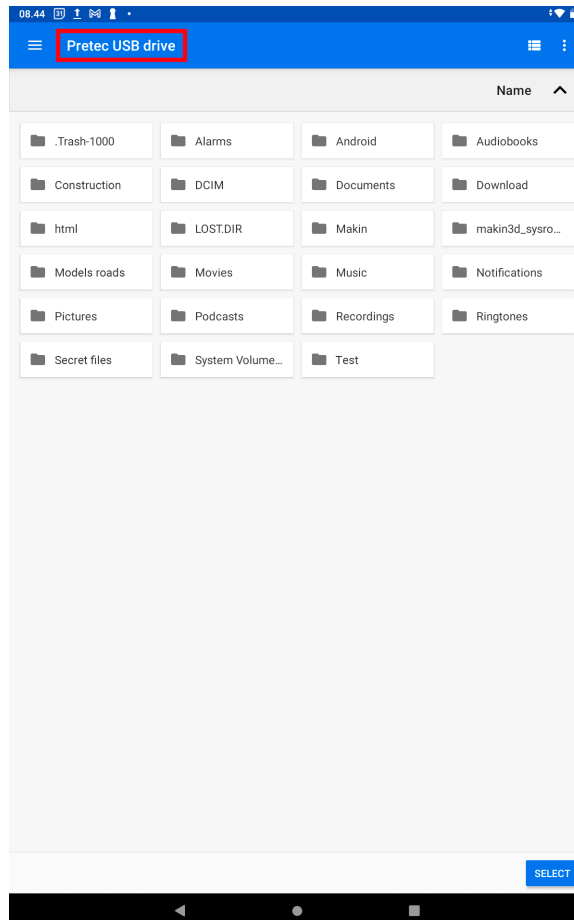 08.44 31
Pretec USB drive
Name
.Trash-1000 Alarms Android Audiobooks
Construction DCIM Documents Download
html LOST.DIR Makin makin3d_sysro...
Models roads Movies Music Notifications
Pictures Podcasts Recordings Ringtones
Secret files System Volume... Test
SELECT